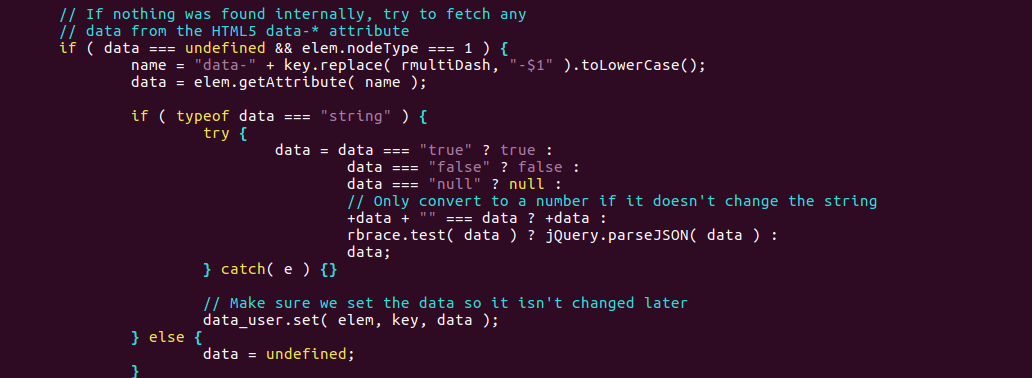 // If nothing was found internally, try to fetch any
// data from the HTML5 data-* attribute
if ( data === undefined && elem.nodeType === 1 ) {
name = "data-" + key.replace( rmultiDash, "-$1" ).toLowerCase();
data = elem.getAttribute( name );
if ( typeof data === "string" ) {
try {
data = data === "true" ? true :
data === "false" ? false :
data === "null" ? null :
// Only convert to a number if it doesn't change the string
+data + "" === data ? +data :
rbrace.test( data ) ? jQuery.parseJSON( data ) :
data;
} catch( e ) {}
// Make sure we set the data so it isn't changed later
data_user.set( elem, key, data );
} else {
data = undefined;
}